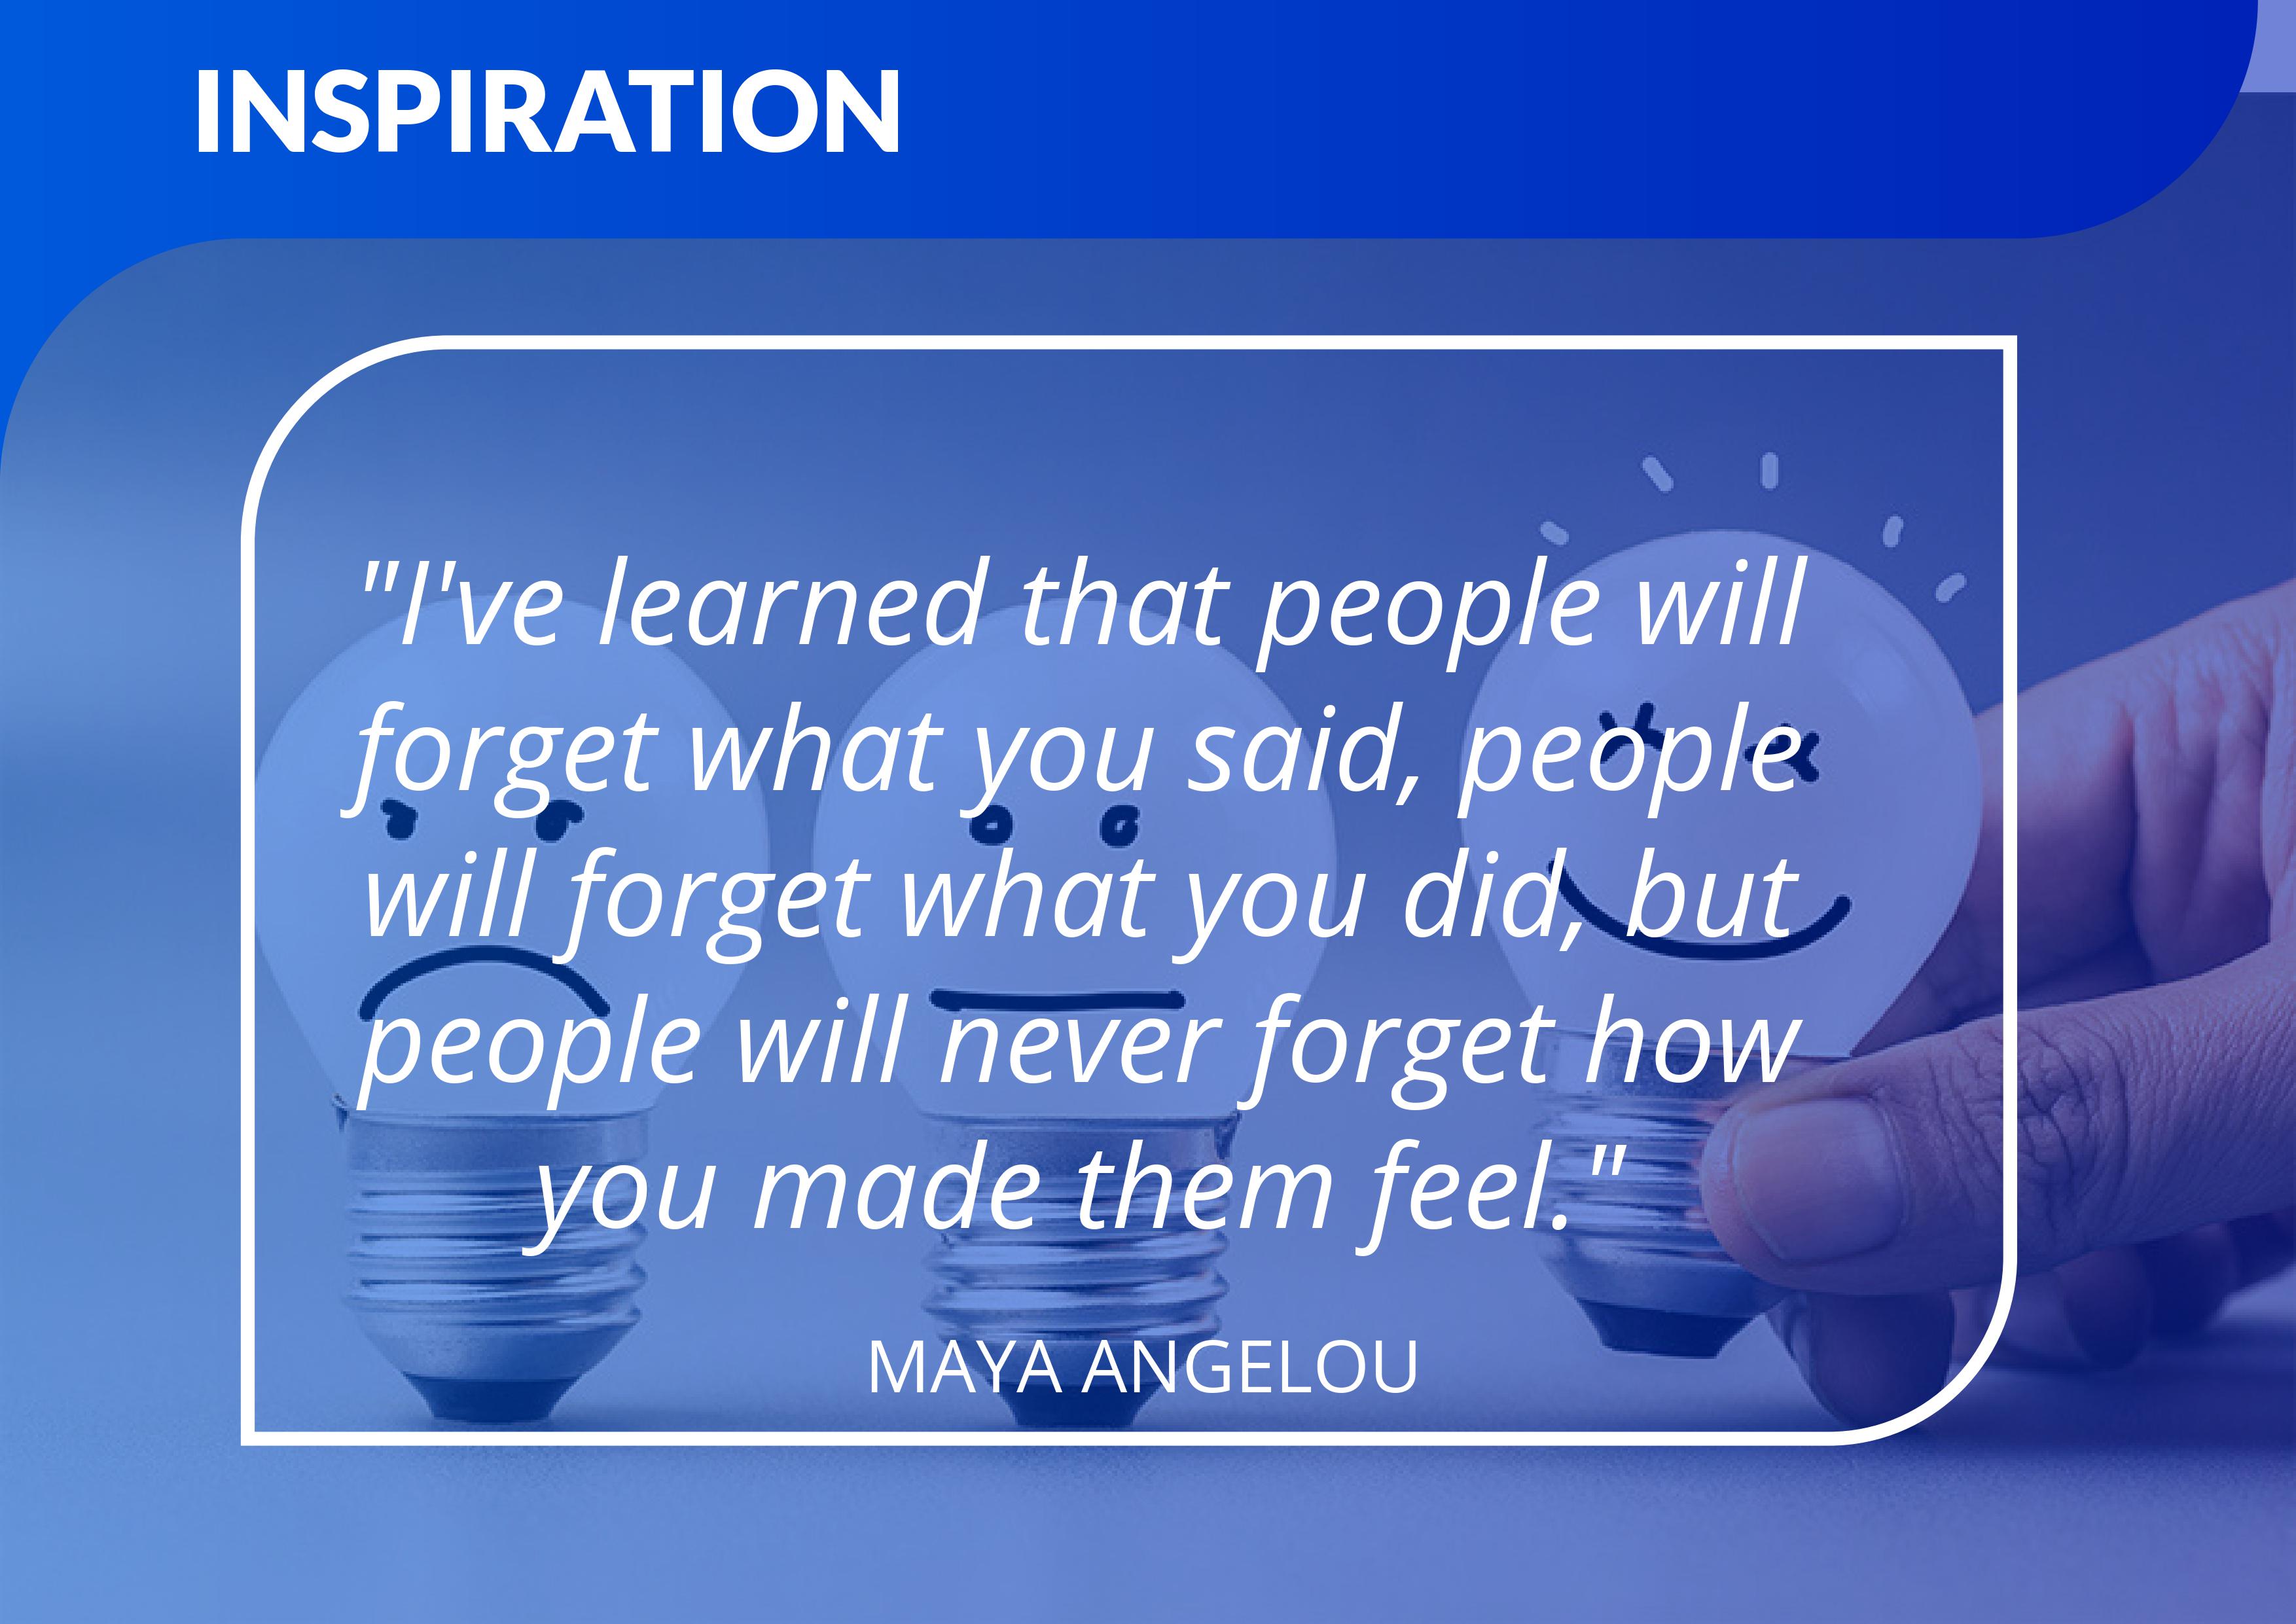 INSPIRATION
"I've learned that people will
forget what you said, people
will forget what you did, but
people will never forget how
you made them feel."
MAYA ANGELOU